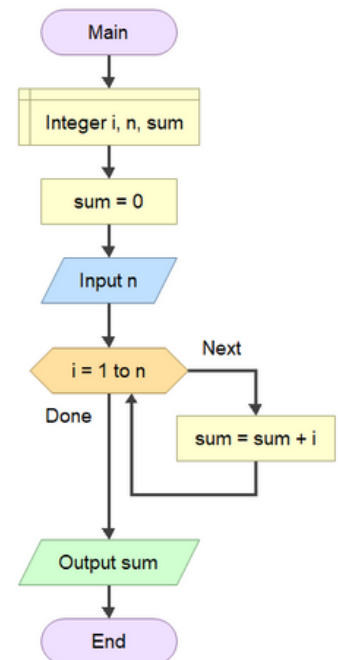 Main
Integer i, n, sum
sum = 0
Input n
i = 1 to n
Next
Done
sum = sum + i
Output sum
End